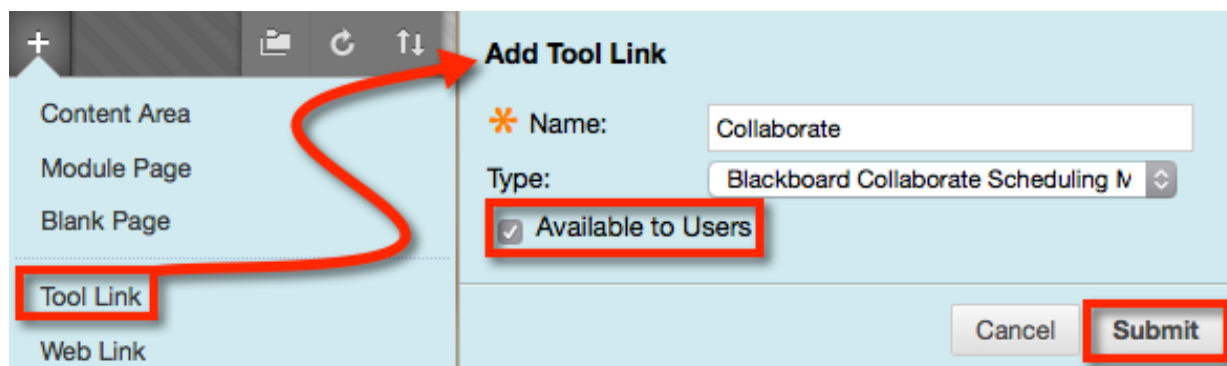 Content Area
Module Page
Blank Page
Tool Link
Web Link
Add Tool Link
Name:
Collaborate
Type:
Blackboard Collaborate Scheduling M
Available to Users
Cancel
Submit